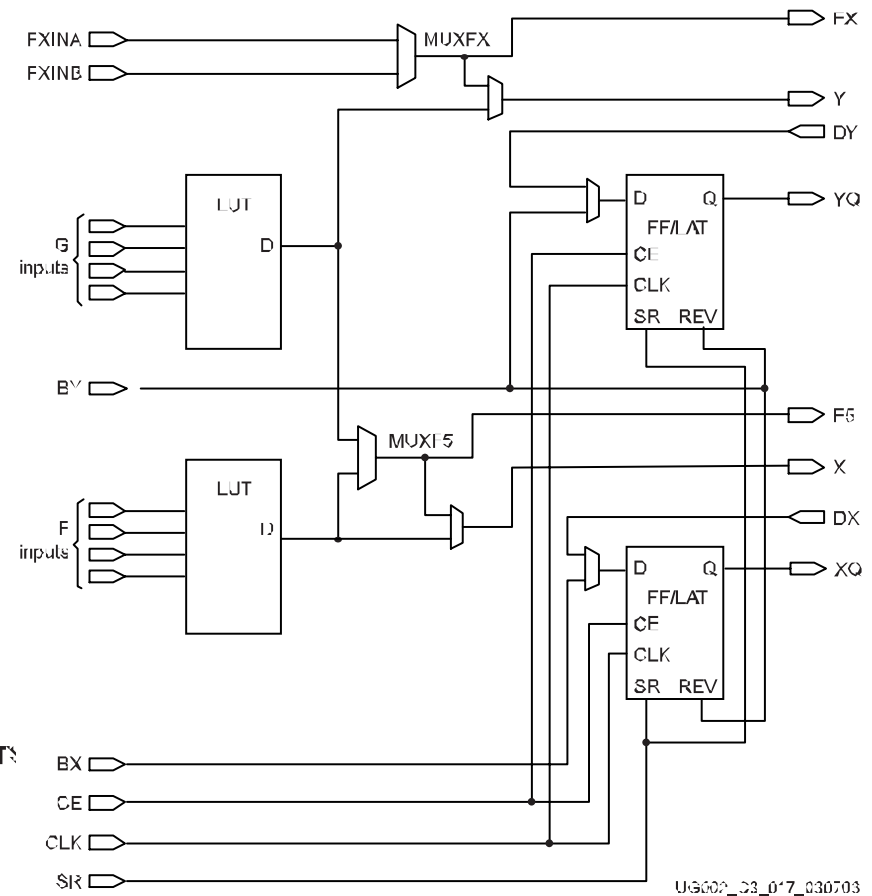 FX
FXINA
MUXFX
FXINB
Y
DY
LUT
D Q
YQ
FF/LAT
G
inputs
D
CE
CLK
SR REV
BY
F5
MUXF5
X
LUT
DX
F
inputs
D
D Q
XQ
FF/LAT
CE
CLK
SR REV
BX
CE
CLK
SR